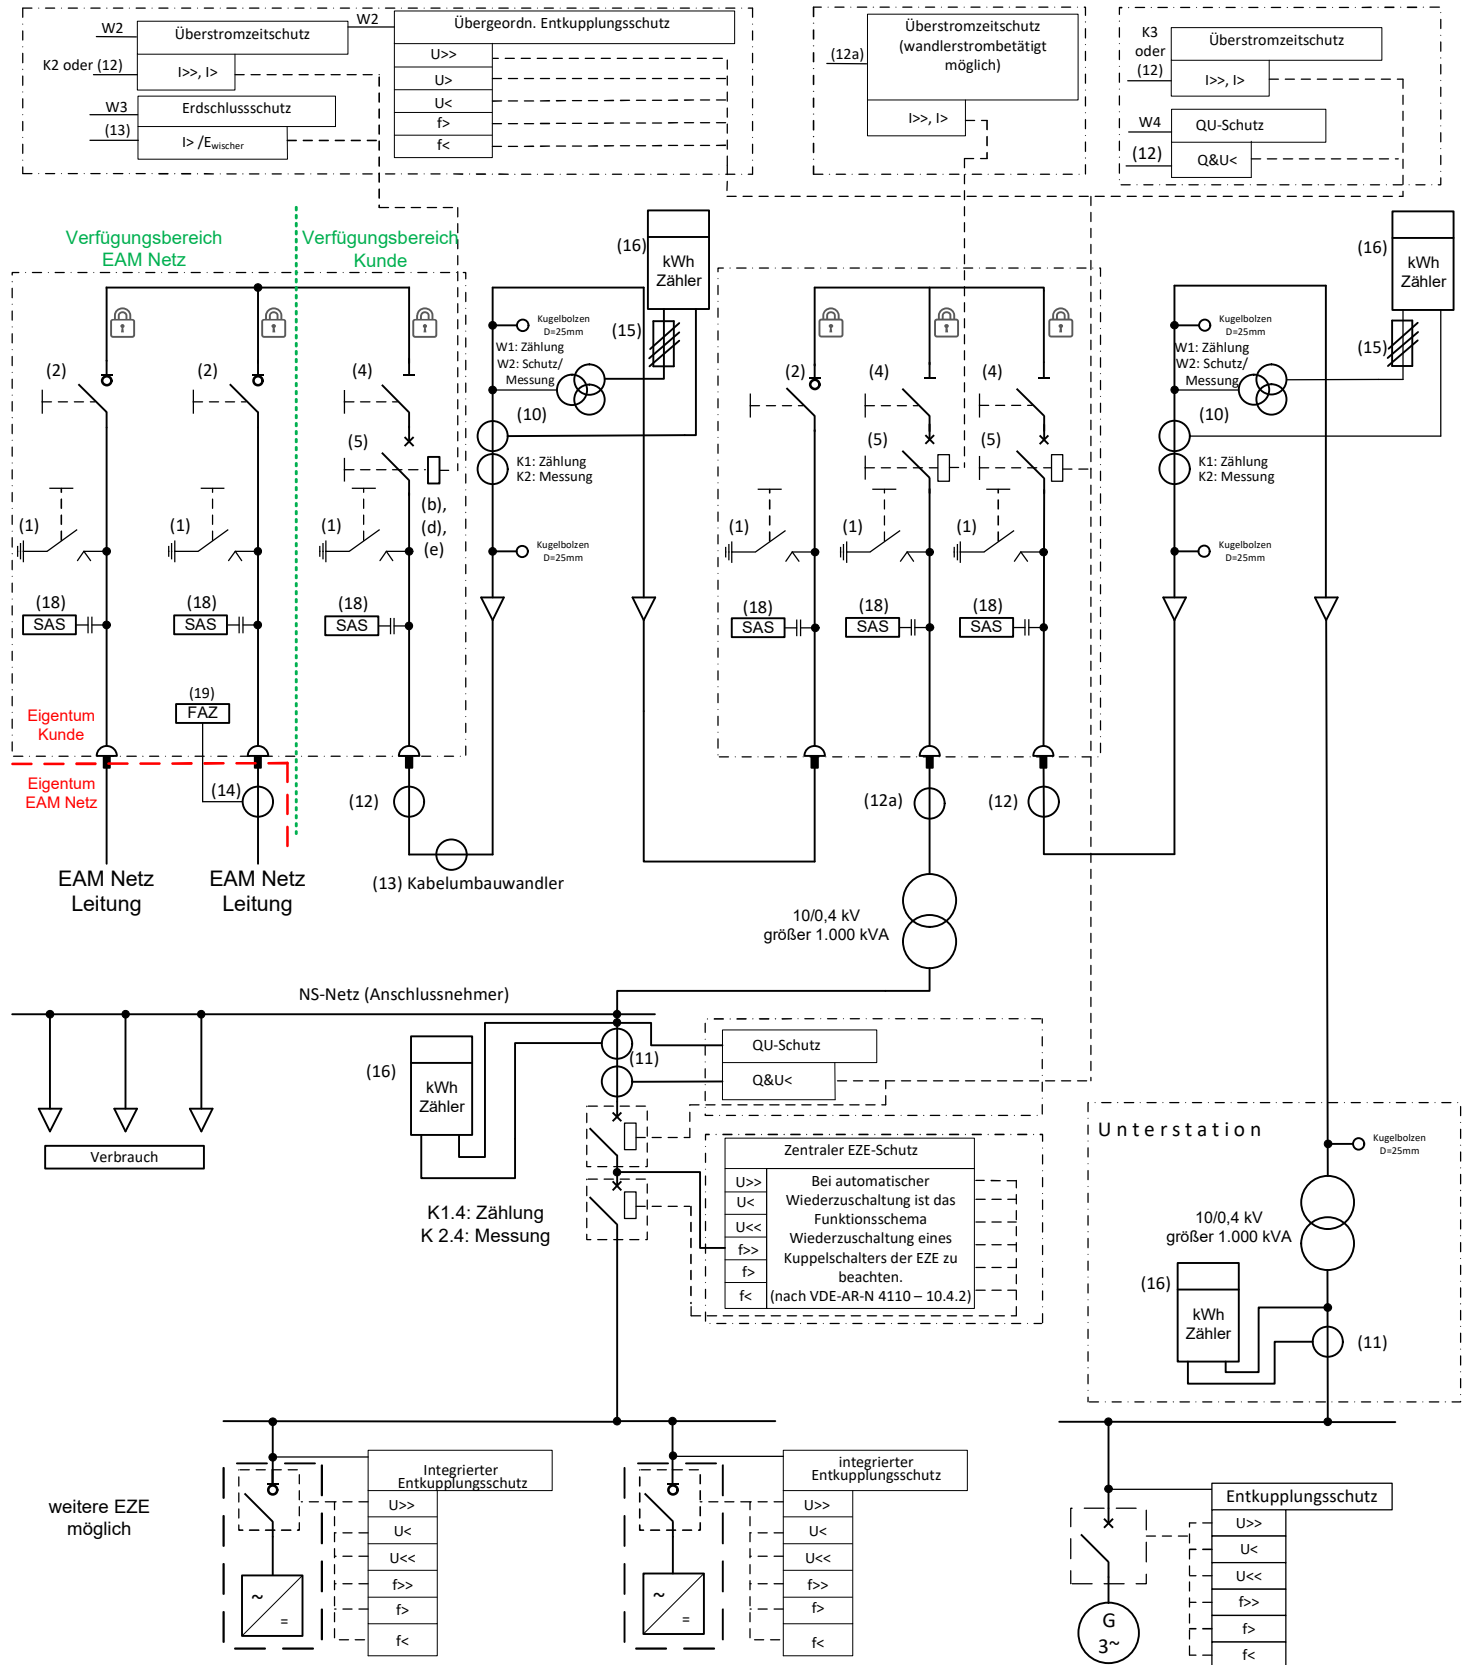 W2
Überstromzeitschutz
K2 oder (12)
I>>, I>
W3
Erdschlussschutz
(13)
I> /Ewischer
W2
Übergeordn. Entkupplungsschutz
U>>
U>
U<
f>
f<
(12a)
Überstromzeitschutz
(wandlerstrombetätigt
möglich)
I>>, I>
K3
oder
(12)
Überstromzeitschutz
I>>, I>
W4
QU-Schutz
(12)
Q&U<
Verfügungsbereich
EAM Netz
Verfügungsbereich
Kunde
(2)
(2)
(4)
(5)
(b),
(d),
(e)
(1)
(1)
(1)
(18)
SAS
(18)
SAS
(18)
SAS
(19)
FAZ
Eigentum
Kunde
Eigentum
EAM Netz
(14)
(12)
EAM Netz
Leitung
EAM Netz
Leitung
(13) Kabelumbauwandler
(16)
kWh
Zähler
(15)
Kugelbolzen
D=25mm
W1: Zählung
W2: Schutz/
Messung
(10)
K1: Zählung
K2: Messung
Kugelbolzen
D=25mm
(2)
(4)
(4)
(5)
(5)
(1)
(1)
(1)
(18)
SAS
(18)
SAS
(18)
SAS
(12a)
(12)
(16)
kWh
Zähler
(15)
Kugelbolzen
D=25mm
W1: Zählung
W2: Schutz/
Messung
(10)
K1: Zählung
K2: Messung
Kugelbolzen
D=25mm
10/0,4 kV
größer 1.000 kVA
NS-Netz (Anschlussnehmer)
Verbrauch
(16)
kWh
Zähler
(11)
QU-Schutz
Q&U<
K1.4: Zählung
K 2.4: Messung
Zentraler EZE-Schutz
U>>
U<
U<<
f>>
f>
f<
Bei automatischer
Wiederzuschaltung ist das
Funktionsschema
Wiederzuschaltung eines
Kuppelschalters der EZE zu
beachten.
(nach VDE-AR-N 4110 – 10.4.2)
Unterstation
Kugelbolzen
D=25mm
10/0,4 kV
größer 1.000 kVA
(16)
kWh
Zähler
(11)
weitere EZE
möglich
Integrierter
Entkupplungsschutz
U>>
U<
U<<
f>>
f>
f<
~
=
integrierter
Entkupplungsschutz
U>>
U<
U<<
f>>
f>
f<
~
=
Entkupplungsschutz
U>>
U<
U<<
f>>
f>
f<
G
3~